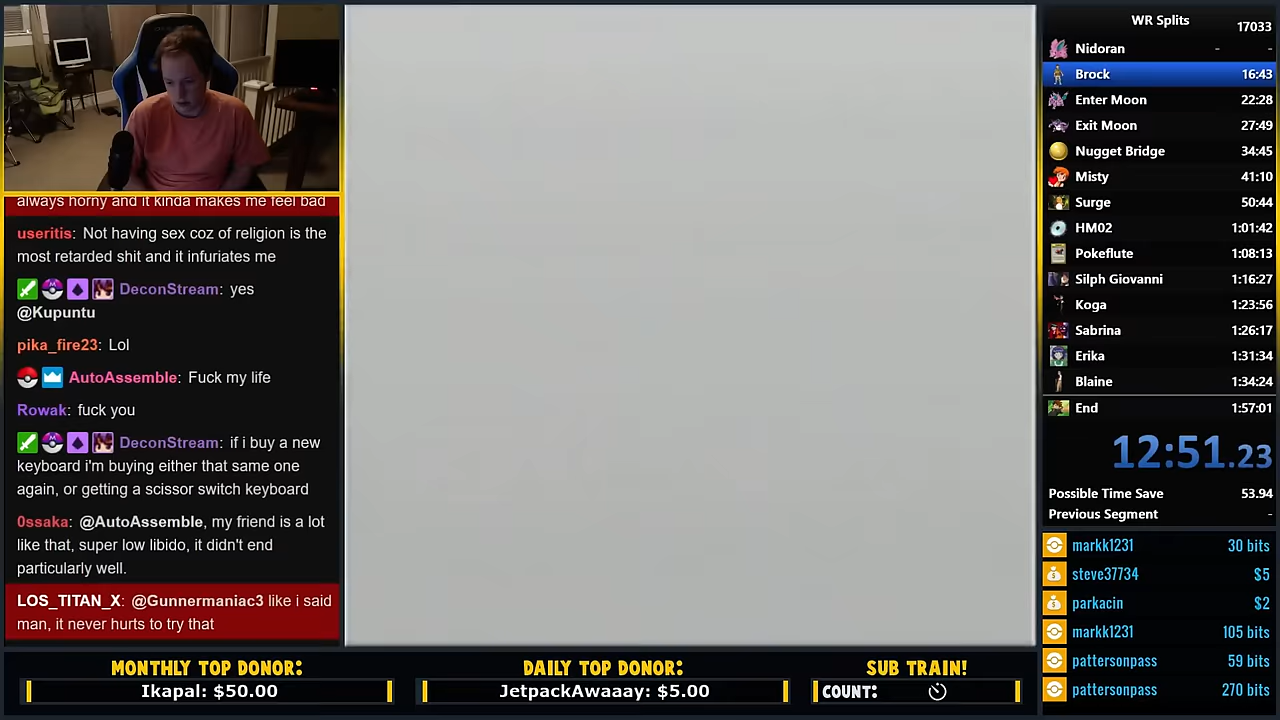 always horny and it kinda makes me feel bad
useritis: Not having sex coz of religion is the
most retarded shit and it infuriates me
DeconStream: yes
@Kupuntu
pika_fire23: Lol
AutoAssemble: Fuck my life
Rowak: fuck you
DeconStream: if i buy a new
keyboard i'm buying either that same one
again, or getting a scissor switch keyboard
0ssaka: @AutoAssemble, my friend is a lot
like that, super low libido, it didn't end
particularly well.
LOS_TITAN_X: @Gunnermaniac3 like i said
man, it never hurts to try that
WR Splits 17033
Nidoran - -
Brock 16:43
Enter Moon 22:28
Exit Moon 27:49
Nugget Bridge 34:45
Misty 41:10
Surge 50:44
HM02 1:01:42
Pokeflute 1:08:13
Silph Giovanni 1:16:27
Koga 1:23:56
Sabrina 1:26:17
Erika 1:31:34
Blaine 1:34:24
End 1:57:01
12:51.23
Possible Time Save 53.94
Previous Segment -
markk1231 30 bits
steve37734 $5
parkacin $2
markk1231 105 bits
pattersonpass 59 bits
pattersonpass 270 bits
MONTHLY TOP DONOR:
Ikapal: $50.00
DAILY TOP DONOR:
JetpackAwaaay: $5.00
SUB TRAIN!
COUNT: